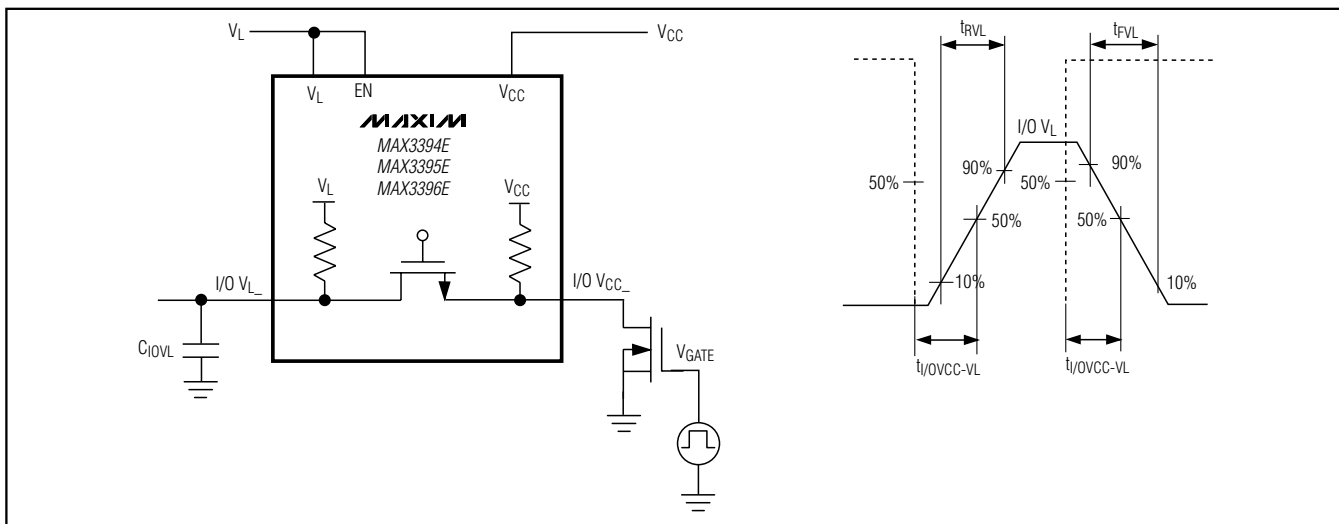 V_L
V_CC
V_L
EN
V_CC
MAXIM
MAX3394E
MAX3395E
MAX3396E
V_L
V_CC
I/O V_L_
I/O V_CC_
C_IOVL
V_GATE
t_RVL
t_FVL
I/O V_L
90%
90%
50%
50%
50%
50%
10%
10%
t_I/OVCC-VL
t_I/OVCC-VL